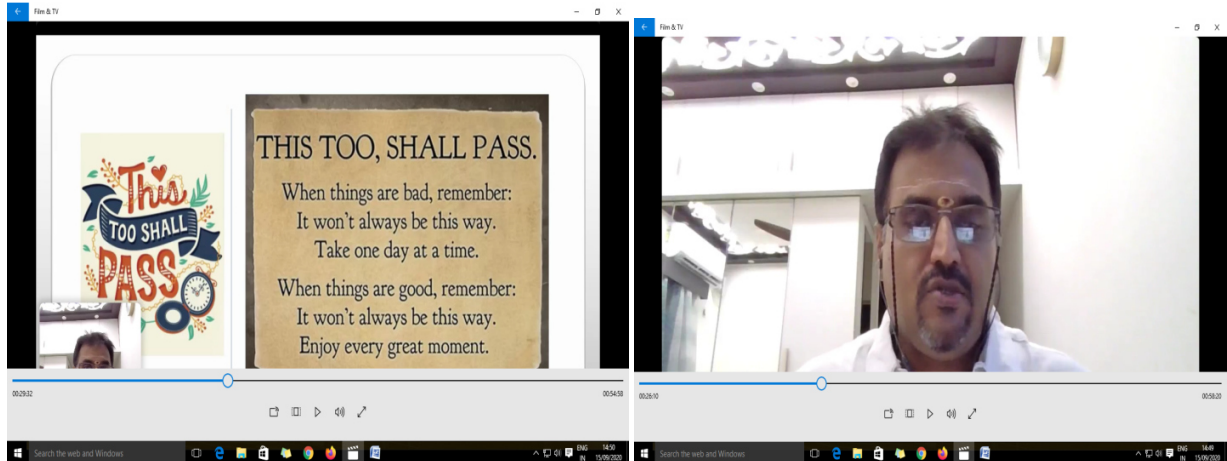 Film & TV
This
TOO SHALL
PASS
THIS TOO, SHALL PASS.
When things are bad, remember:
It won't always be this way.
Take one day at a time.
When things are good, remember:
It won't always be this way.
Enjoy every great moment.
00:29:32
00:54:58
Search the web and Windows
ENG
IN
14:50
15/09/2020
Film & TV
00:26:10
00:58:20
Search the web and Windows
ENG
IN
14:49
15/09/2020